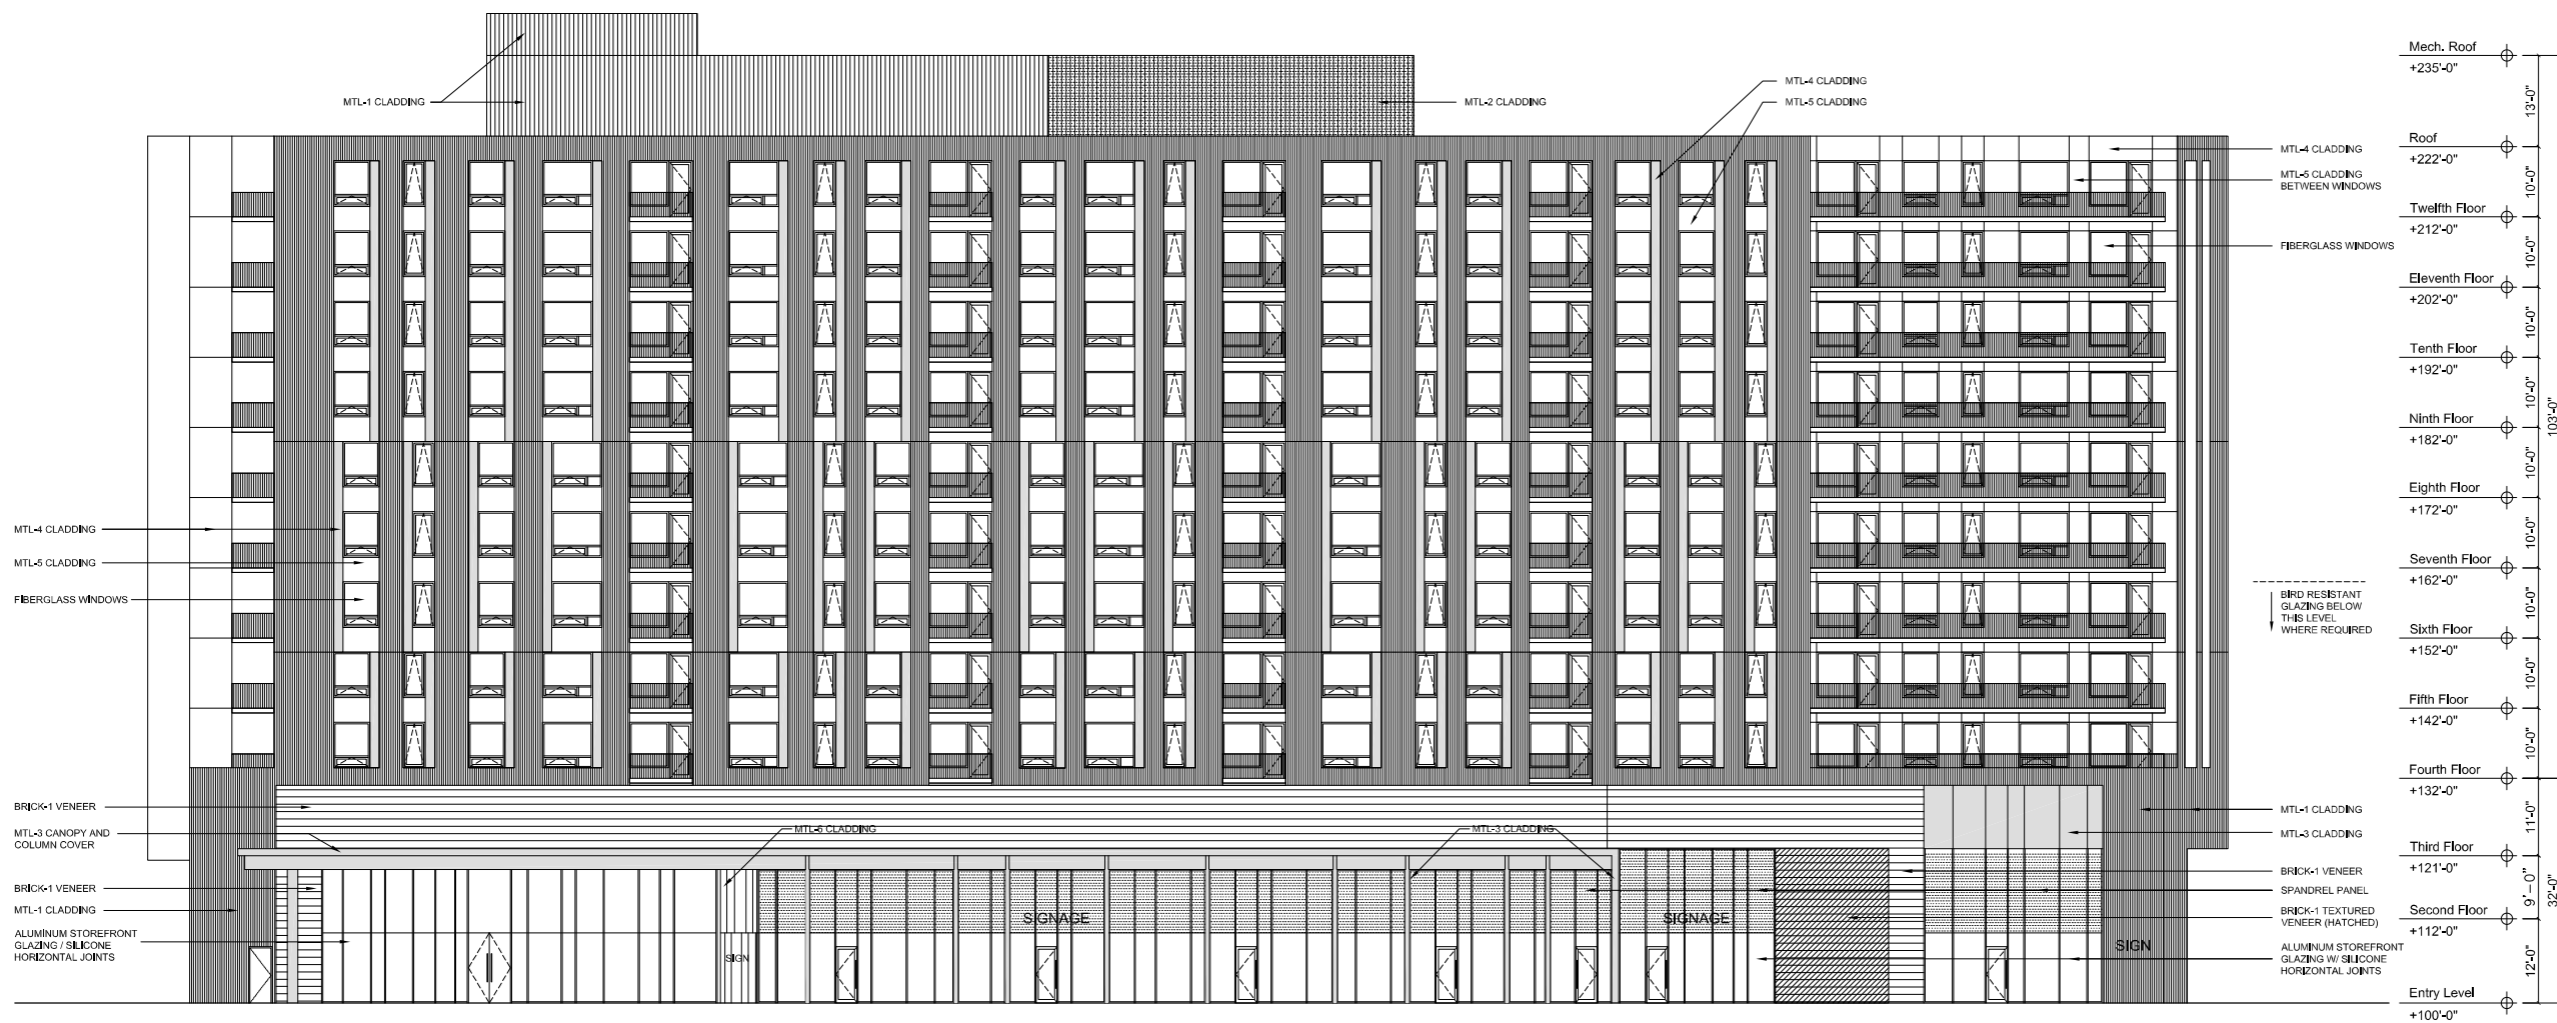 MTL-1 CLADDING
MTL-2 CLADDING
MTL-4 CLADDING
MTL-5 CLADDING
MTL-4 CLADDING
MTL-5 CLADDING
BETWEEN WINDOWS
FIBERGLASS WINDOWS
MTL-4 CLADDING
MTL-5 CLADDING
FIBERGLASS WINDOWS
BIRD RESISTANT
GLAZING BELOW
THIS LEVEL
WHERE REQUIRED
BRICK-1 VENEER
MTL-3 CANOPY AND
COLUMN COVER
BRICK-1 VENEER
MTL-1 CLADDING
ALUMINUM STOREFRONT
GLAZING / SILICONE
HORIZONTAL JOINTS
MTL-6 CLADDING
MTL-3 CLADDING
SIGN
SIGNAGE
SIGNAGE
SIGN
MTL-1 CLADDING
MTL-3 CLADDING
BRICK-1 VENEER
SPANDREL PANEL
BRICK-1 TEXTURED
VENEER (HATCHED)
ALUMINUM STOREFRONT
GLAZING W/ SILICONE
HORIZONTAL JOINTS
Mech. Roof
+235'-0"
13'-0"
Roof
+222'-0"
10'-0"
Twelfth Floor
+212'-0"
10'-0"
Eleventh Floor
+202'-0"
10'-0"
Tenth Floor
+192'-0"
10'-0"
Ninth Floor
+182'-0"
10'-0"
Eighth Floor
+172'-0"
10'-0"
Seventh Floor
+162'-0"
10'-0"
Sixth Floor
+152'-0"
10'-0"
Fifth Floor
+142'-0"
10'-0"
Fourth Floor
+132'-0"
11'-0"
Third Floor
+121'-0"
9'-0"
Second Floor
+112'-0"
12'-0"
Entry Level
+100'-0"
103'-0"
32'-0"